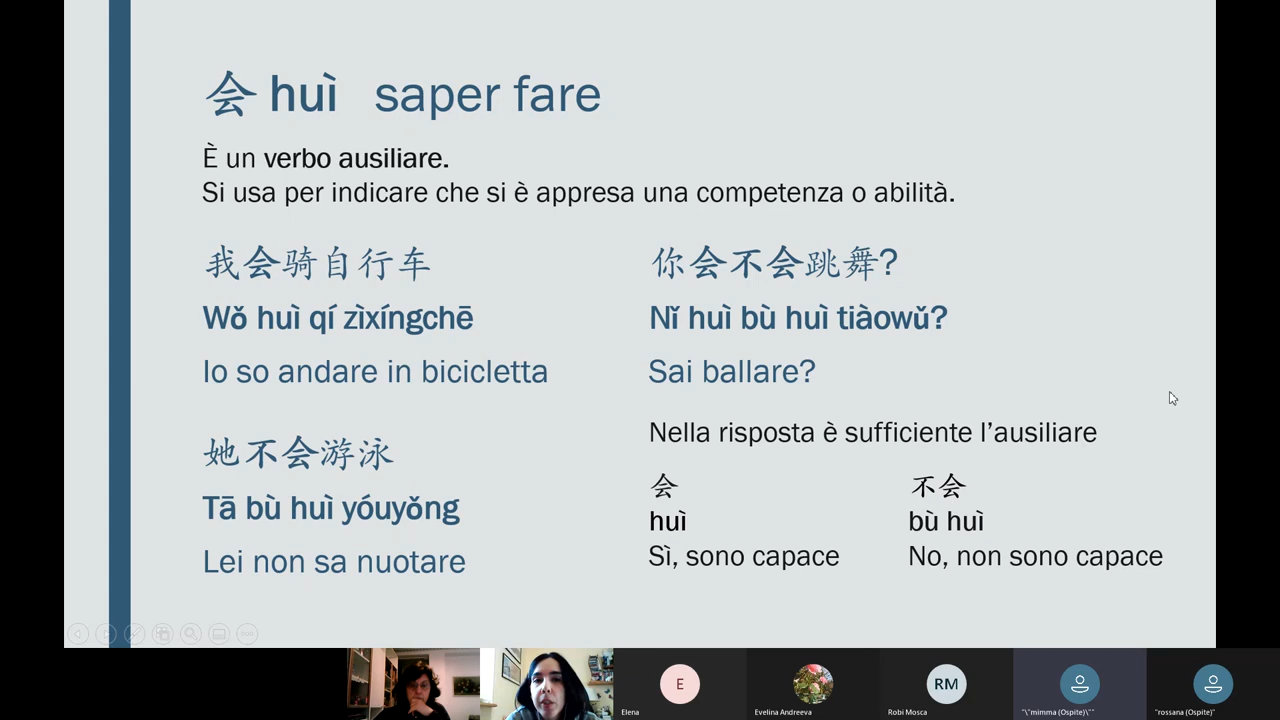 会 huì saper fare
È un verbo ausiliare.
Si usa per indicare che si è appresa una competenza o abilità.
我会骑自行车
Wǒ huì qí zìxíngchē
Io so andare in bicicletta
她不会游泳
Tā bù huì yóuyǒng
Lei non sa nuotare
你会不会跳舞?
Nǐ huì bù huì tiàowǔ?
Sai ballare?
Nella risposta è sufficiente l’ausiliare
会
huì
Sì, sono capace
不会
bù huì
No, non sono capace
E
RM
Elena
Evelina Andreeva
Robi Mosca
"\"mimma (Ospite)\""
"rossana (Ospite)"